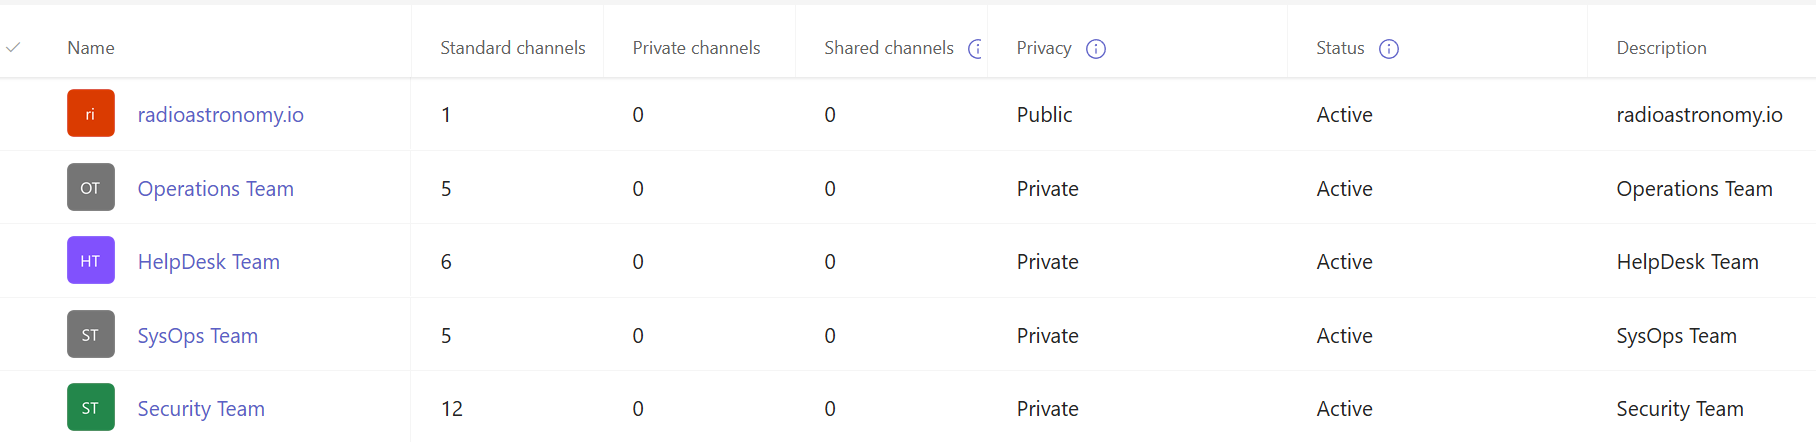 Name Standard channels Private channels Shared channels Privacy Status Description
ri radioastronomy.io 1 0 0 Public Active radioastronomy.io
OT Operations Team 5 0 0 Private Active Operations Team
HT HelpDesk Team 6 0 0 Private Active HelpDesk Team
ST SysOps Team 5 0 0 Private Active SysOps Team
ST Security Team 12 0 0 Private Active Security Team